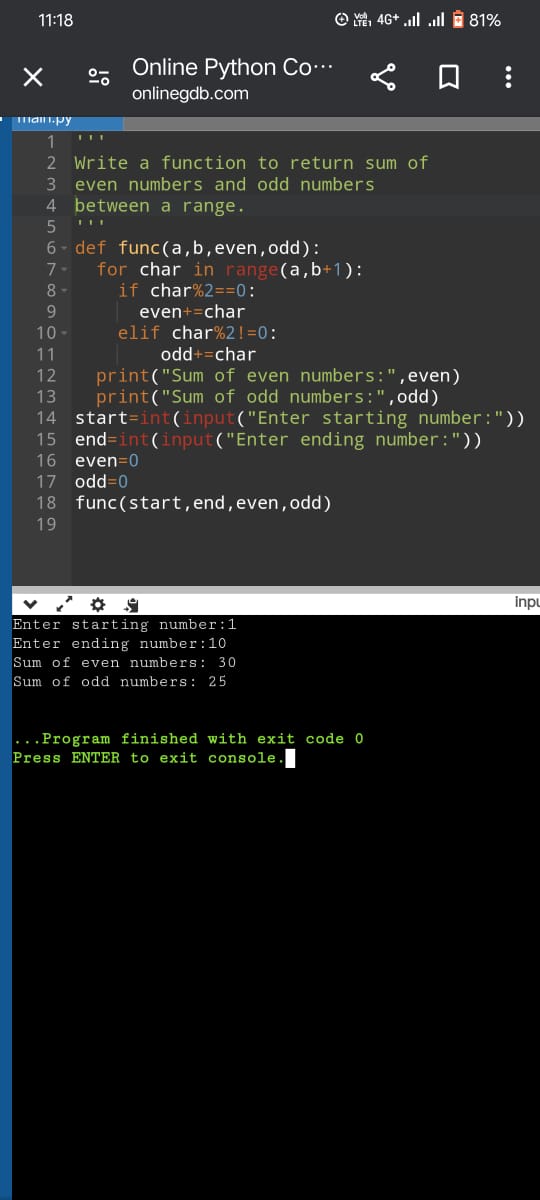 11:18
4G+ 81%
Online Python Co···
onlinegdb.com
main.py
1 '''
2 Write a function to return sum of
3 even numbers and odd numbers
4 between a range.
5 '''
6 def func(a,b,even,odd):
7   for char in range(a,b+1):
8     if char%2==0:
9       even+=char
10     elif char%2!=0:
11         odd+=char
12   print("Sum of even numbers:",even)
13   print("Sum of odd numbers:",odd)
14 start=int(input("Enter starting number:"))
15 end=int(input("Enter ending number:"))
16 even=0
17 odd=0
18 func(start,end,even,odd)
19
inpu
Enter starting number:1
Enter ending number:10
Sum of even numbers: 30
Sum of odd numbers: 25
...Program finished with exit code 0
Press ENTER to exit console.